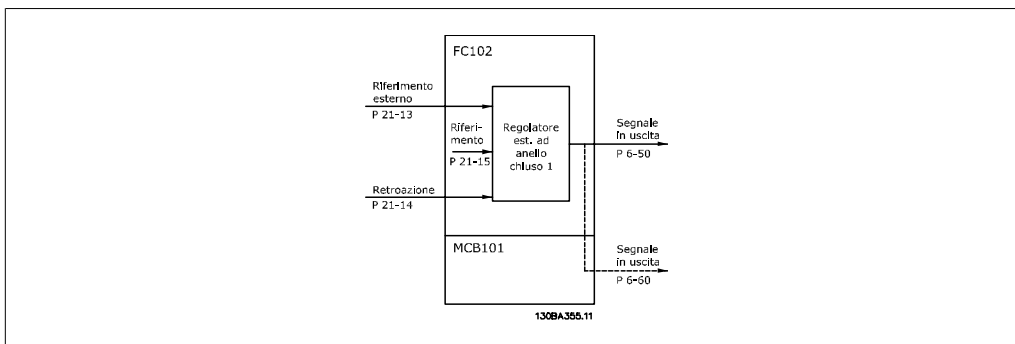 FC102
Riferimento
esterno
P 21-13
Riferi-
mento
P 21-15
Retroazione
P 21-14
Regolatore
est. ad
anello
chiuso 1
Segnale
in uscita
P 6-50
MCB101
Segnale
in uscita
P 6-60
130BA355.11